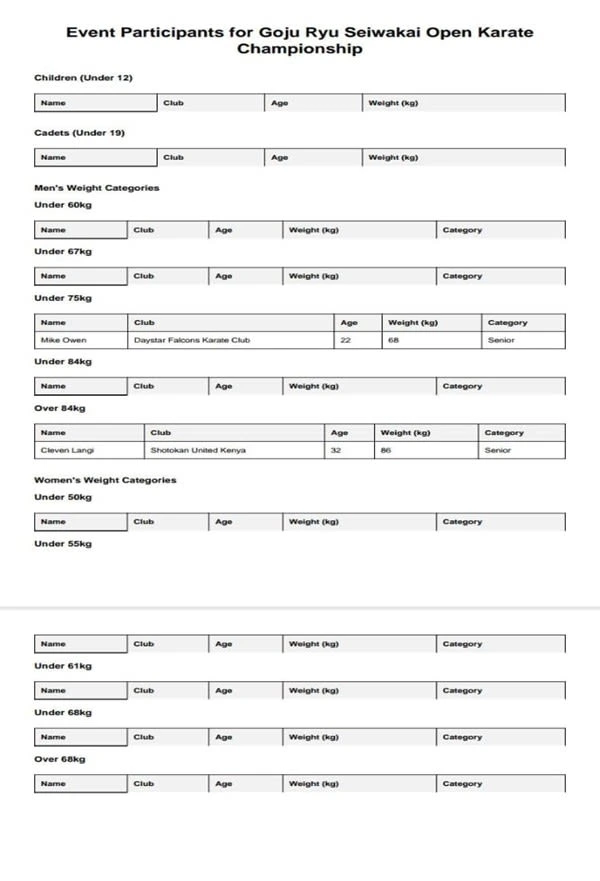 Event Participants for Goju Ryu Seiwakai Open Karate
Championship
Children (Under 12)
Name Club Age Weight (kg)
Cadets (Under 19)
Name Club Age Weight (kg)
Men's Weight Categories
Under 60kg
Name Club Age Weight (kg) Category
Under 67kg
Name Club Age Weight (kg) Category
Under 75kg
Name Club Age Weight (kg) Category
Mike Owen Daystar Falcons Karate Club 22 68 Senior
Under 84kg
Name Club Age Weight (kg) Category
Over 84kg
Name Club Age Weight (kg) Category
Cleven Langi Shotokan United Kenya 32 86 Senior
Women's Weight Categories
Under 50kg
Name Club Age Weight (kg) Category
Under 55kg
Name Club Age Weight (kg) Category
Under 61kg
Name Club Age Weight (kg) Category
Under 68kg
Name Club Age Weight (kg) Category
Over 68kg
Name Club Age Weight (kg) Category